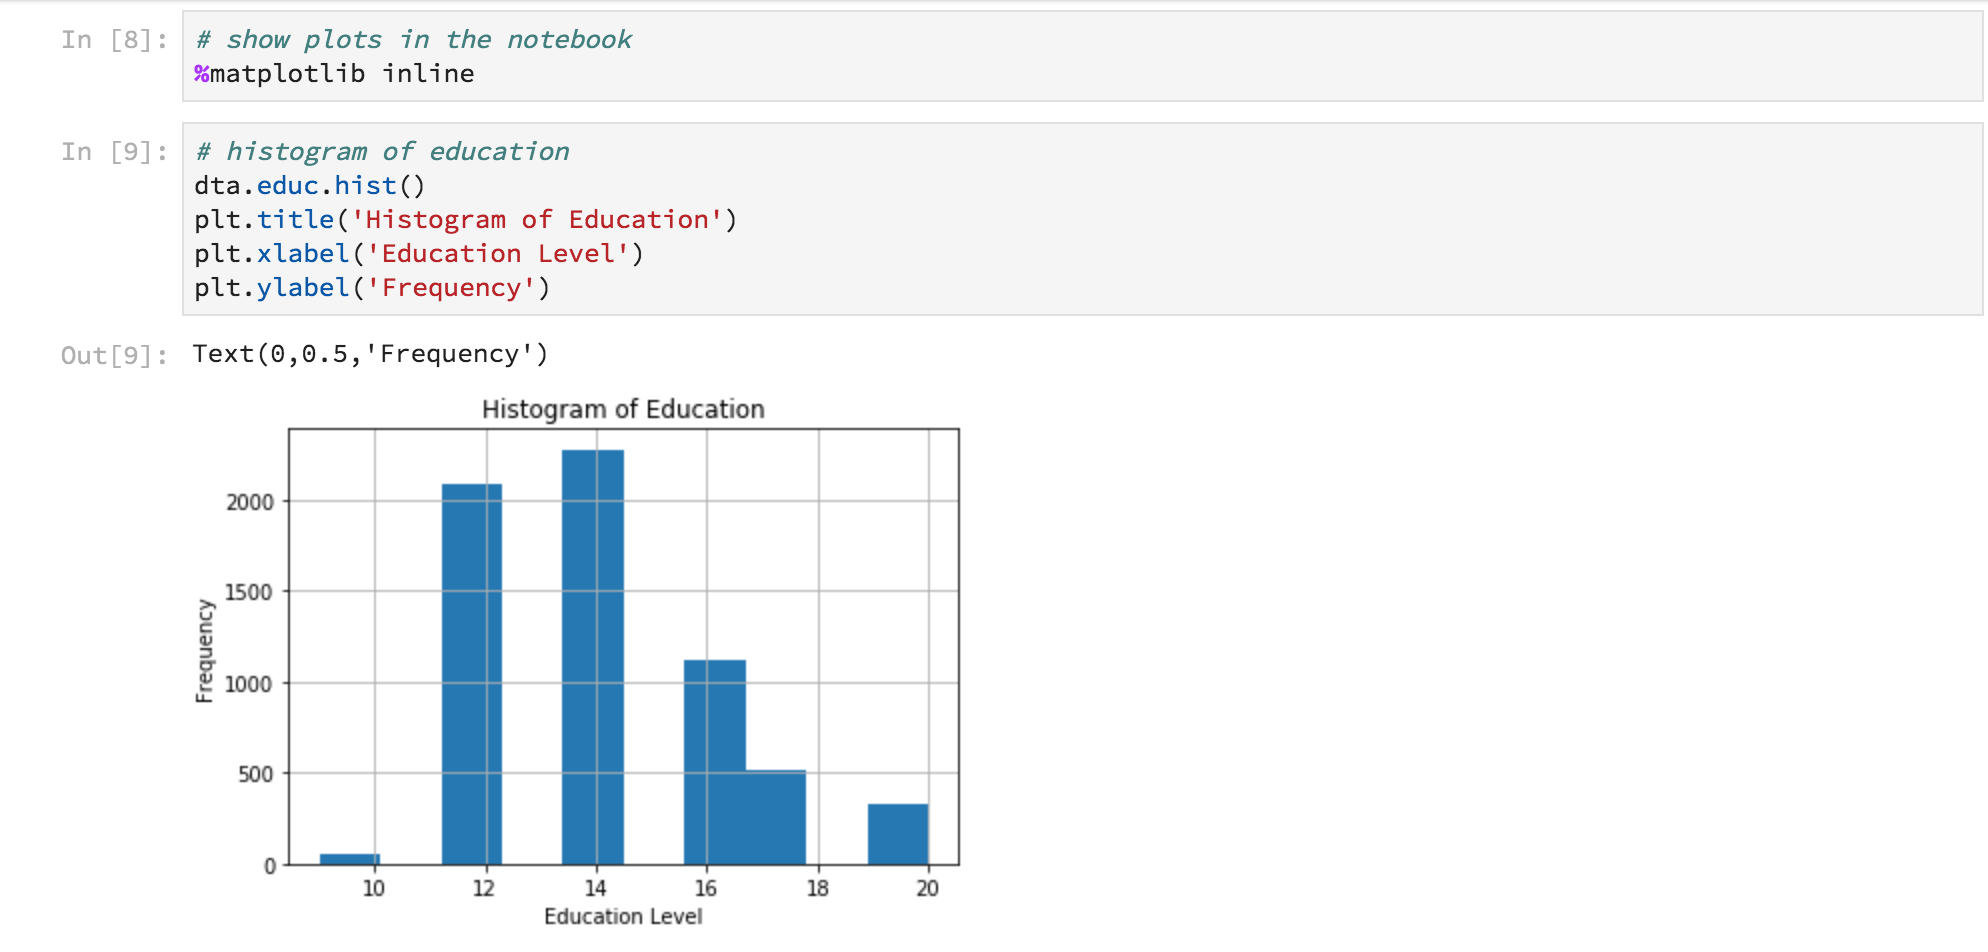 In [8]:
# show plots in the notebook
%matplotlib inline
In [9]:
# histogram of education
dta.educ.hist()
plt.title('Histogram of Education')
plt.xlabel('Education Level')
plt.ylabel('Frequency')
Out[9]:
Text(0,0.5,'Frequency')
Histogram of Education
2000
1500
1000
500
0
Frequency
10 12 14 16 18 20
Education Level